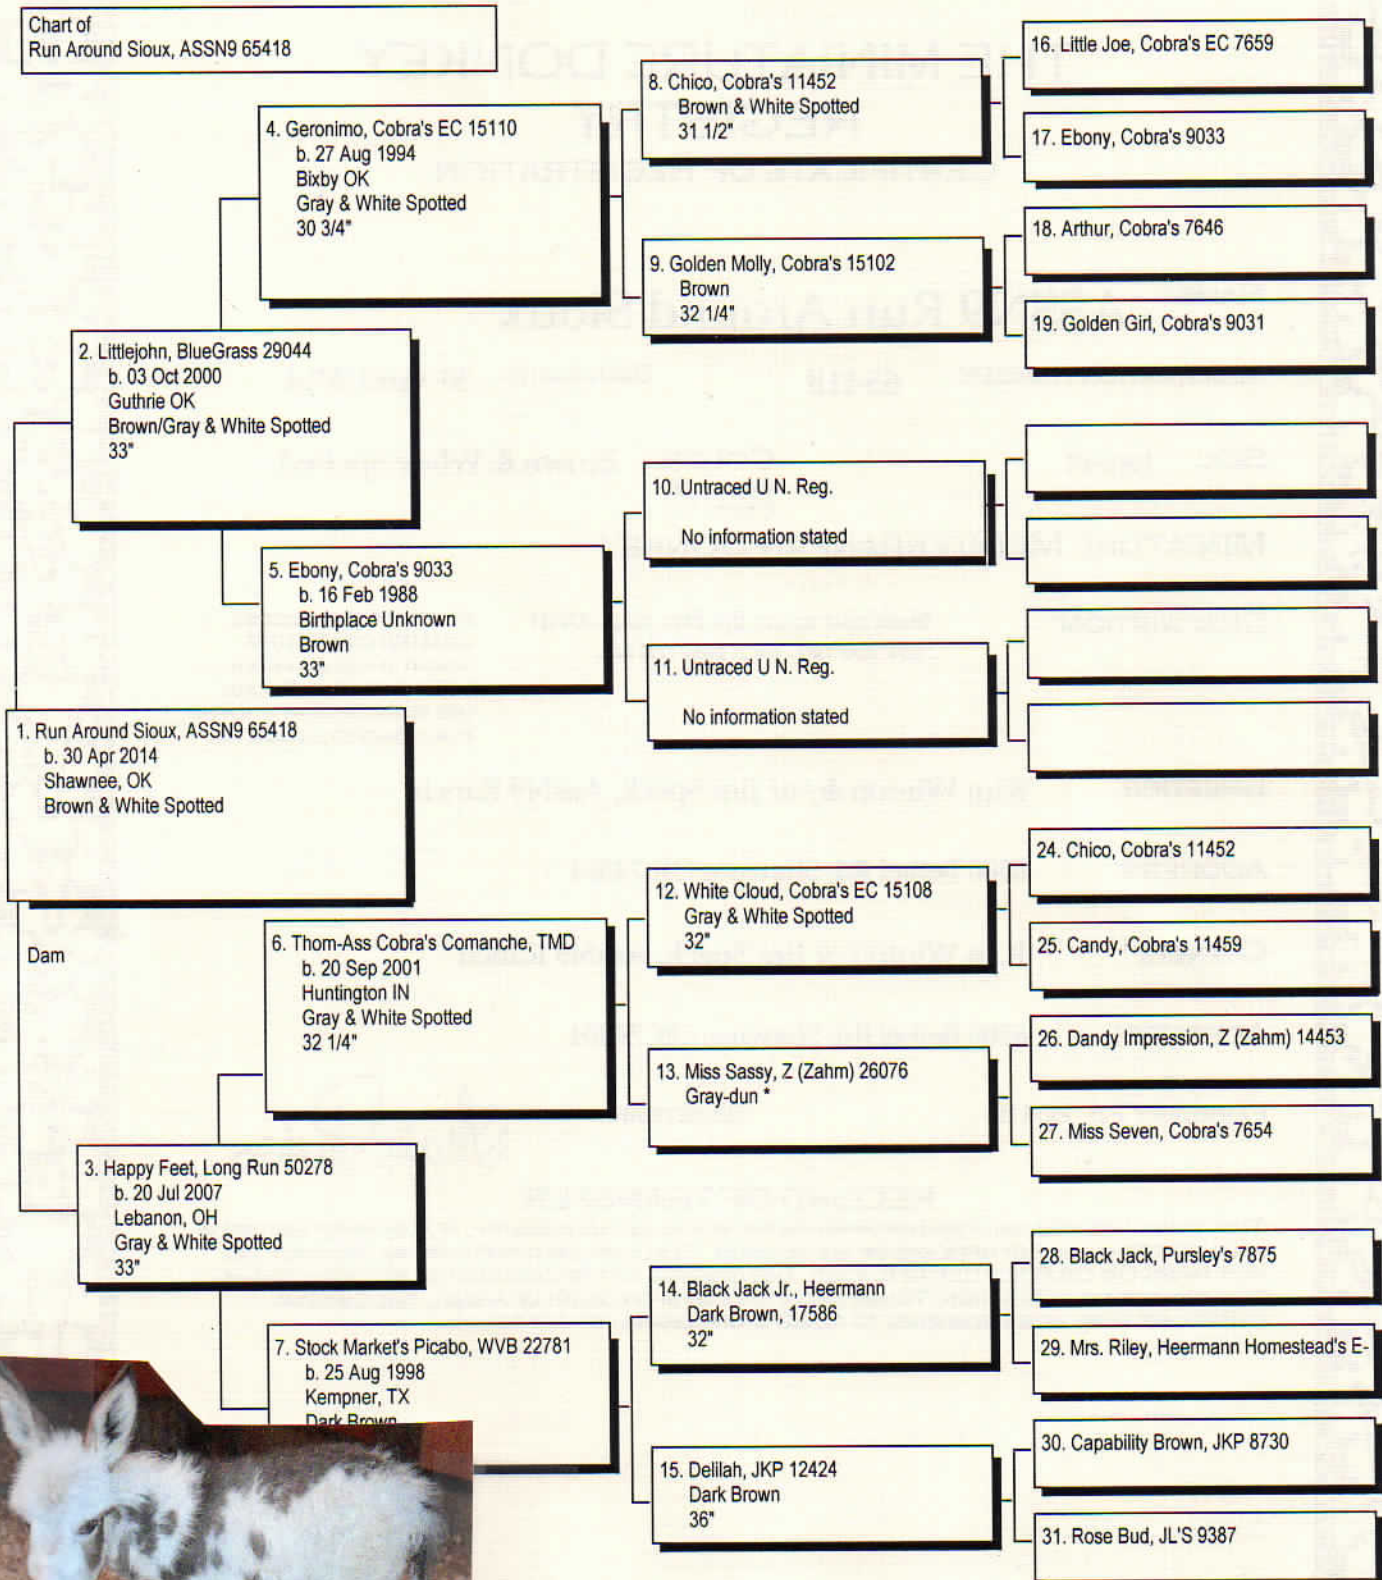 Chart of
Run Around Sioux, ASSN9 65418
1. Run Around Sioux, ASSN9 65418
b. 30 Apr 2014
Shawnee, OK
Brown & White Spotted
Dam
2. Littlejohn, BlueGrass 29044
b. 03 Oct 2000
Guthrie OK
Brown/Gray & White Spotted
33"
3. Happy Feet, Long Run 50278
b. 20 Jul 2007
Lebanon, OH
Gray & White Spotted
33"
4. Geronimo, Cobra's EC 15110
b. 27 Aug 1994
Bixby OK
Gray & White Spotted
30 3/4"
5. Ebony, Cobra's 9033
b. 16 Feb 1988
Birthplace Unknown
Brown
33"
6. Thom-Ass Cobra's Comanche, TMD
b. 20 Sep 2001
Huntington IN
Gray & White Spotted
32 1/4"
7. Stock Market's Picabo, WVB 22781
b. 25 Aug 1998
Kempner, TX
Dark Brown
8. Chico, Cobra's 11452
Brown & White Spotted
31 1/2"
9. Golden Molly, Cobra's 15102
Brown
32 1/4"
10. Untraced U N. Reg.
No information stated
11. Untraced U N. Reg.
No information stated
12. White Cloud, Cobra's EC 15108
Gray & White Spotted
32"
13. Miss Sassy, Z (Zahm) 26076
Gray-dun *
14. Black Jack Jr., Heermann
Dark Brown, 17586
32"
15. Delilah, JKP 12424
Dark Brown
36"
16. Little Joe, Cobra's EC 7659
17. Ebony, Cobra's 9033
18. Arthur, Cobra's 7646
19. Golden Girl, Cobra's 9031
24. Chico, Cobra's 11452
25. Candy, Cobra's 11459
26. Dandy Impression, Z (Zahm) 14453
27. Miss Seven, Cobra's 7654
28. Black Jack, Pursley's 7875
29. Mrs. Riley, Heermann Homestead's E-
30. Capability Brown, JKP 8730
31. Rose Bud, JL'S 9387